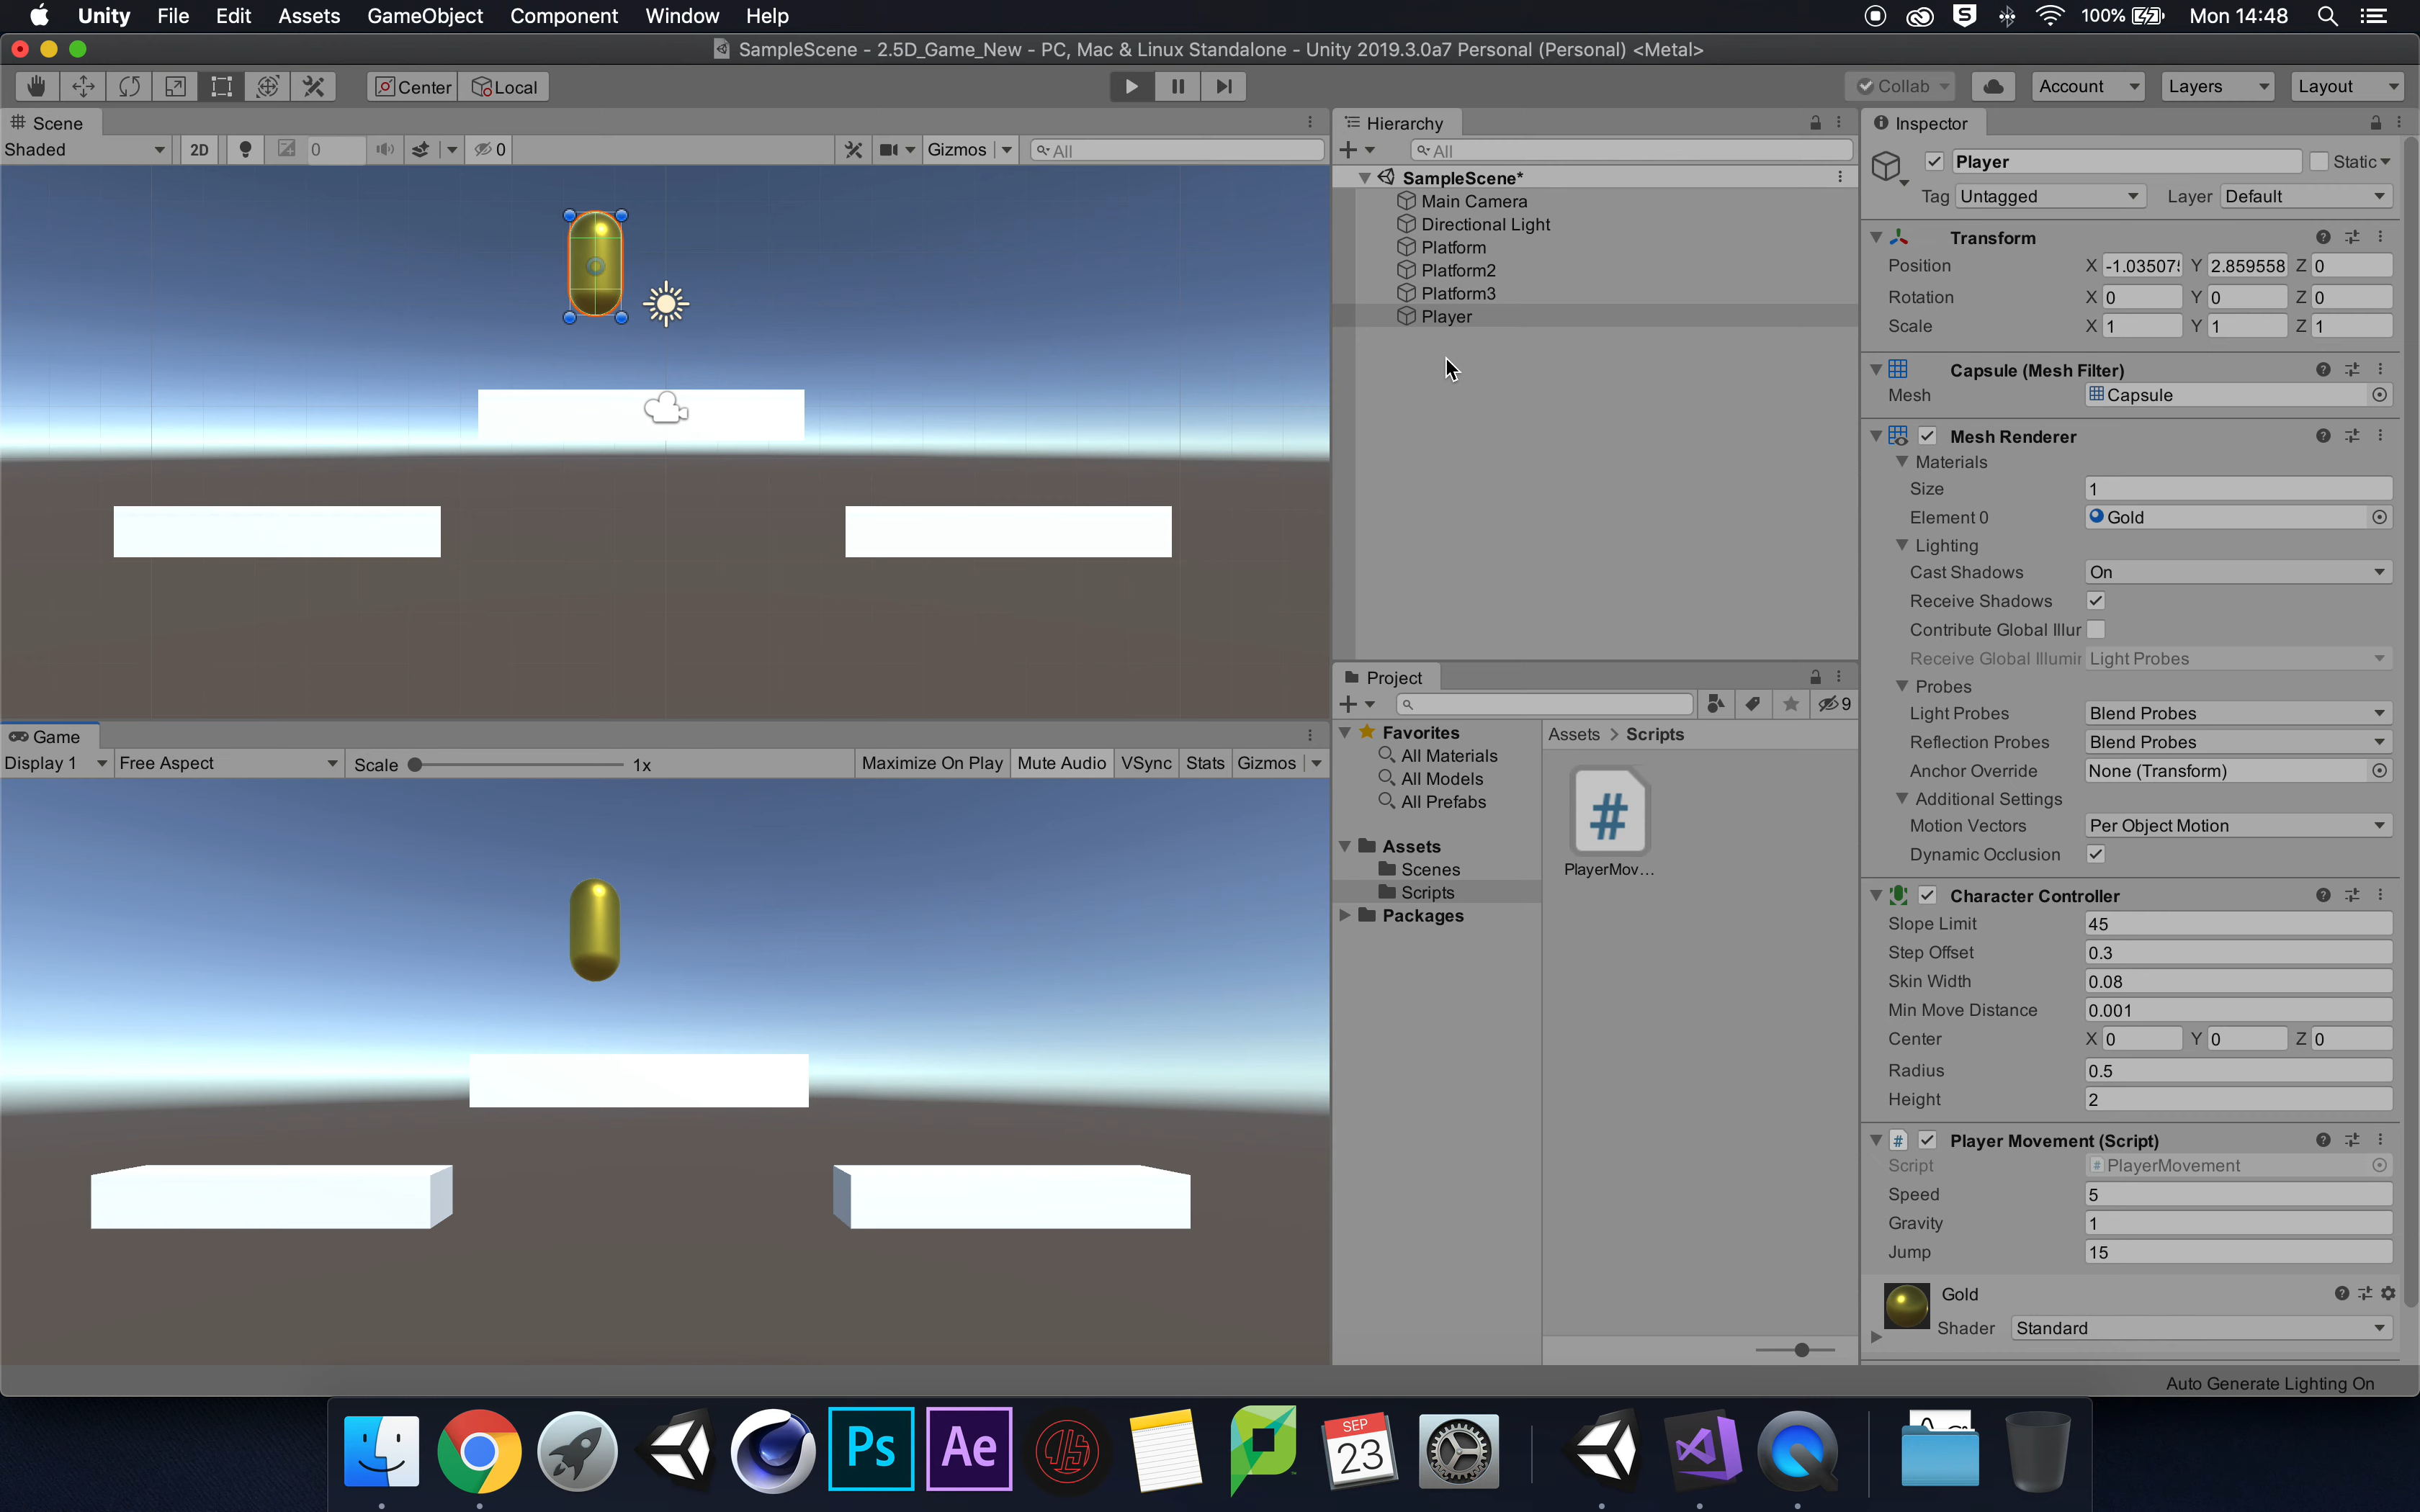 Unity File Edit Assets GameObject Component Window Help 100% Mon 14:48
SampleScene - 2.5D_Game_New - PC, Mac & Linux Standalone - Unity 2019.3.0a7 Personal (Personal) <Metal>
Center Local Collab Account Layers Layout
Scene
Shaded 2D 0 0 Gizmos All
Hierarchy
All
SampleScene*
Main Camera
Directional Light
Platform
Platform2
Platform3
Player
Game
Display 1 Free Aspect Scale 1x Maximize On Play Mute Audio VSync Stats Gizmos
Project
9
Favorites
All Materials
All Models
All Prefabs
Assets
Scenes
Scripts
Packages
Assets > Scripts
#
PlayerMov...
Inspector
Player Static
Tag Untagged Layer Default
Transform
Position X -1.03507 Y 2.859558 Z 0
Rotation X 0 Y 0 Z 0
Scale X 1 Y 1 Z 1
Capsule (Mesh Filter)
Mesh Capsule
Mesh Renderer
Materials
Size 1
Element 0 Gold
Lighting
Cast Shadows On
Receive Shadows
Contribute Global Illur
Receive Global Illumir Light Probes
Probes
Light Probes Blend Probes
Reflection Probes Blend Probes
Anchor Override None (Transform)
Additional Settings
Motion Vectors Per Object Motion
Dynamic Occlusion
Character Controller
Slope Limit 45
Step Offset 0.3
Skin Width 0.08
Min Move Distance 0.001
Center X 0 Y 0 Z 0
Radius 0.5
Height 2
# Player Movement (Script)
Script # PlayerMovement
Speed 5
Gravity 1
Jump 15
Gold
Shader Standard
Auto Generate Lighting On
Ps Ae SEP 23